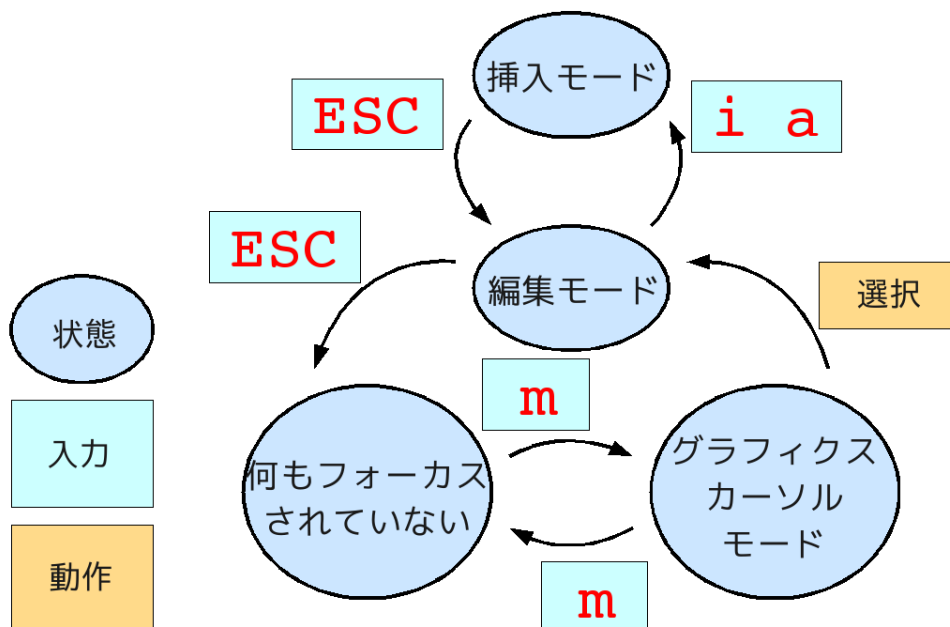 挿入モード
ESC
i a
ESC
編集モード
選択
状態
m
入力
何もフォーカス
されていない
グラフィクス
カーソル
モード
動作
m